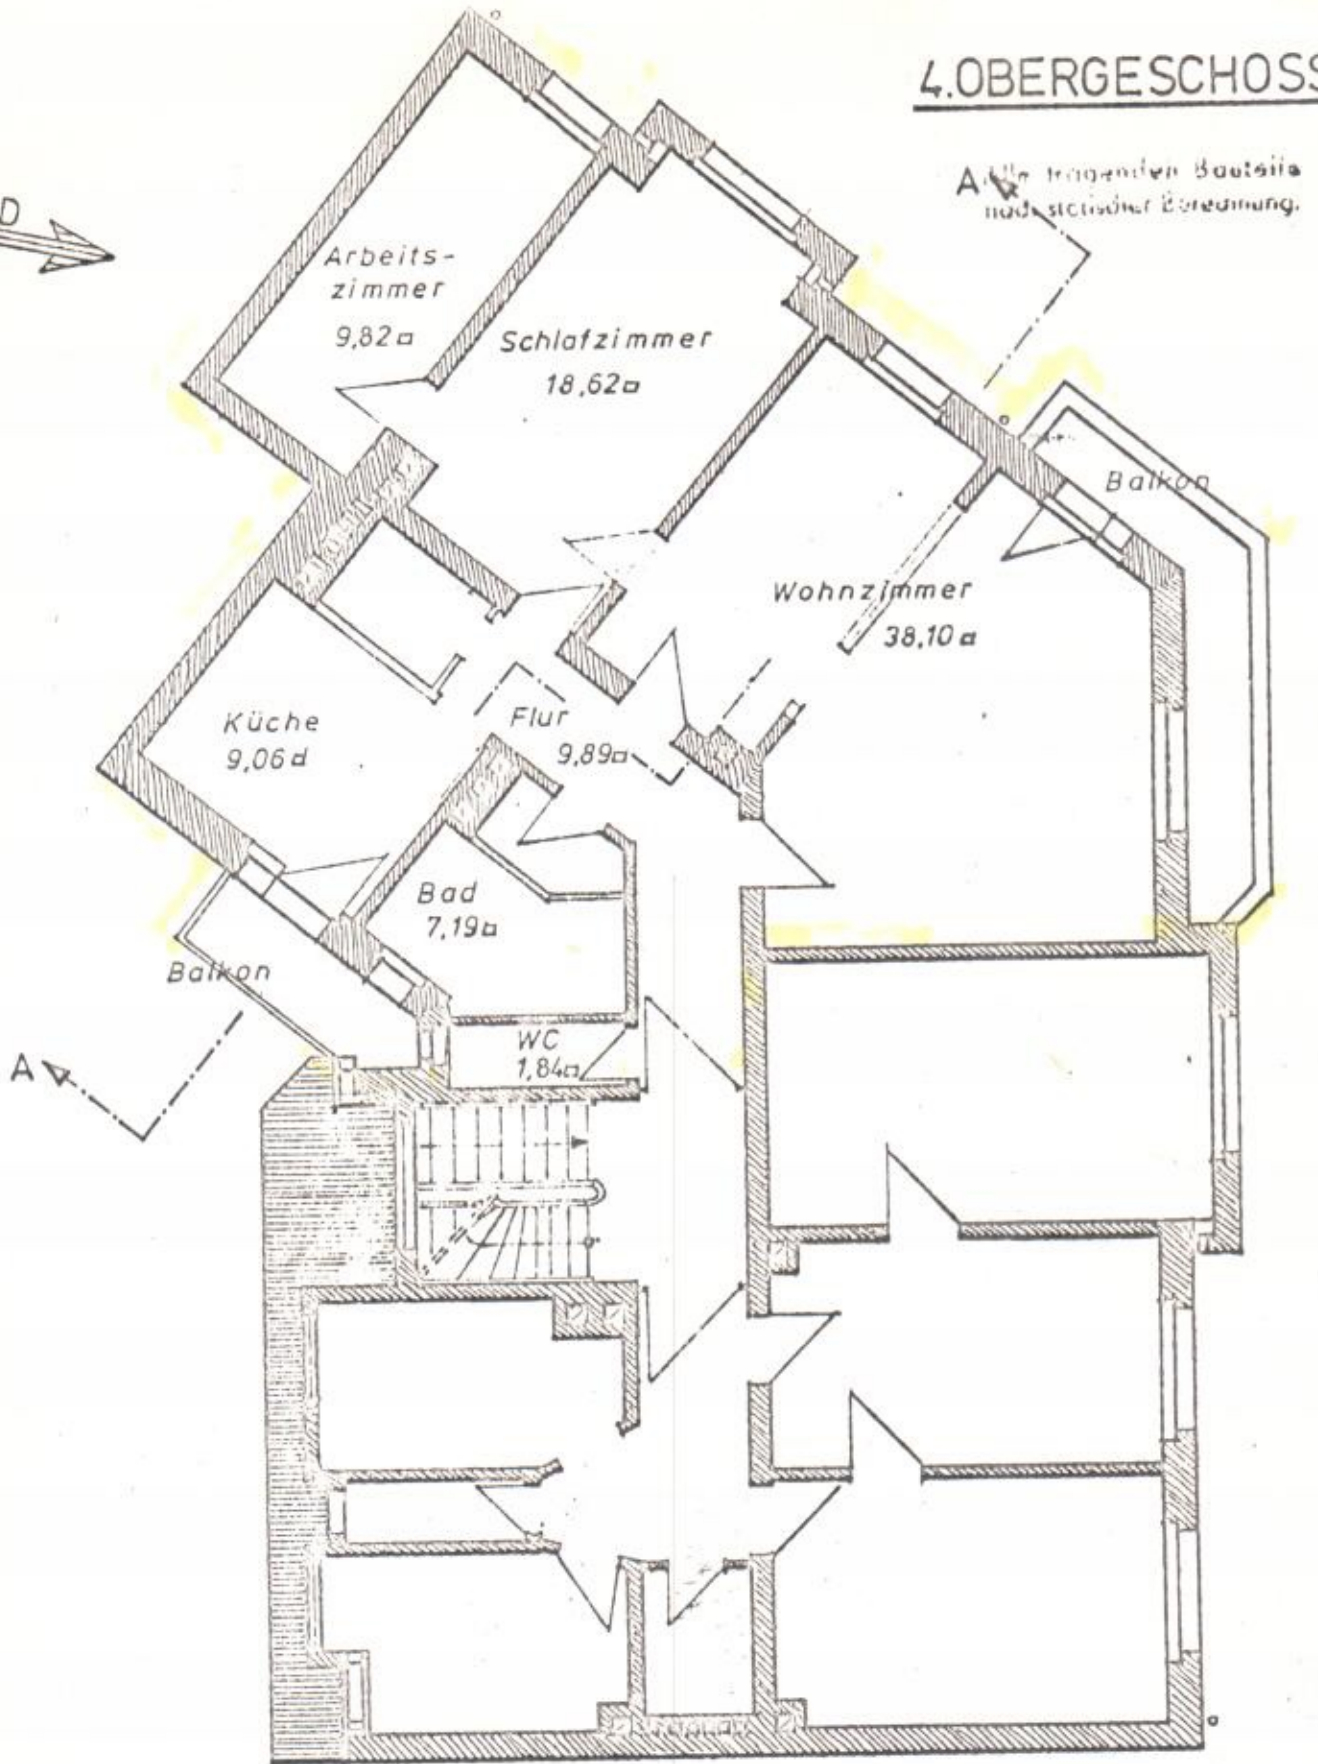 4.OBERGESCHOSS
A
Alle tragenden Bauteile
nach statischer Berechnung.
D
Arbeits-
zimmer
9,82□
Schlafzimmer
18,62□
Balkon
Wohnzimmer
38,10□
Küche
9,06□
Flur
9,89□
Bad
7,19□
Balkon
WC
1,84□
A